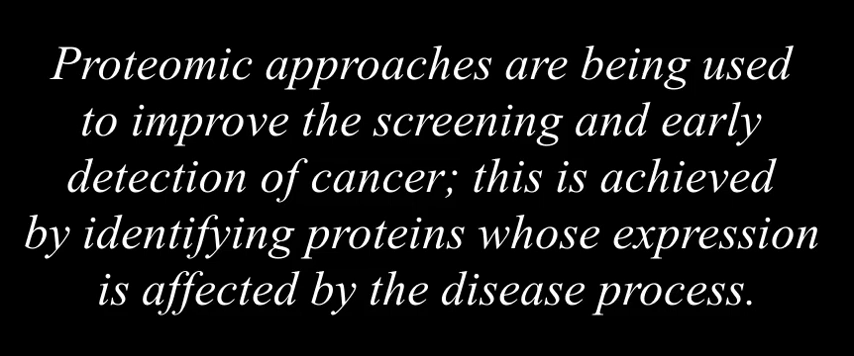 Proteomic approaches are being used
to improve the screening and early
detection of cancer; this is achieved
by identifying proteins whose expression
is affected by the disease process.